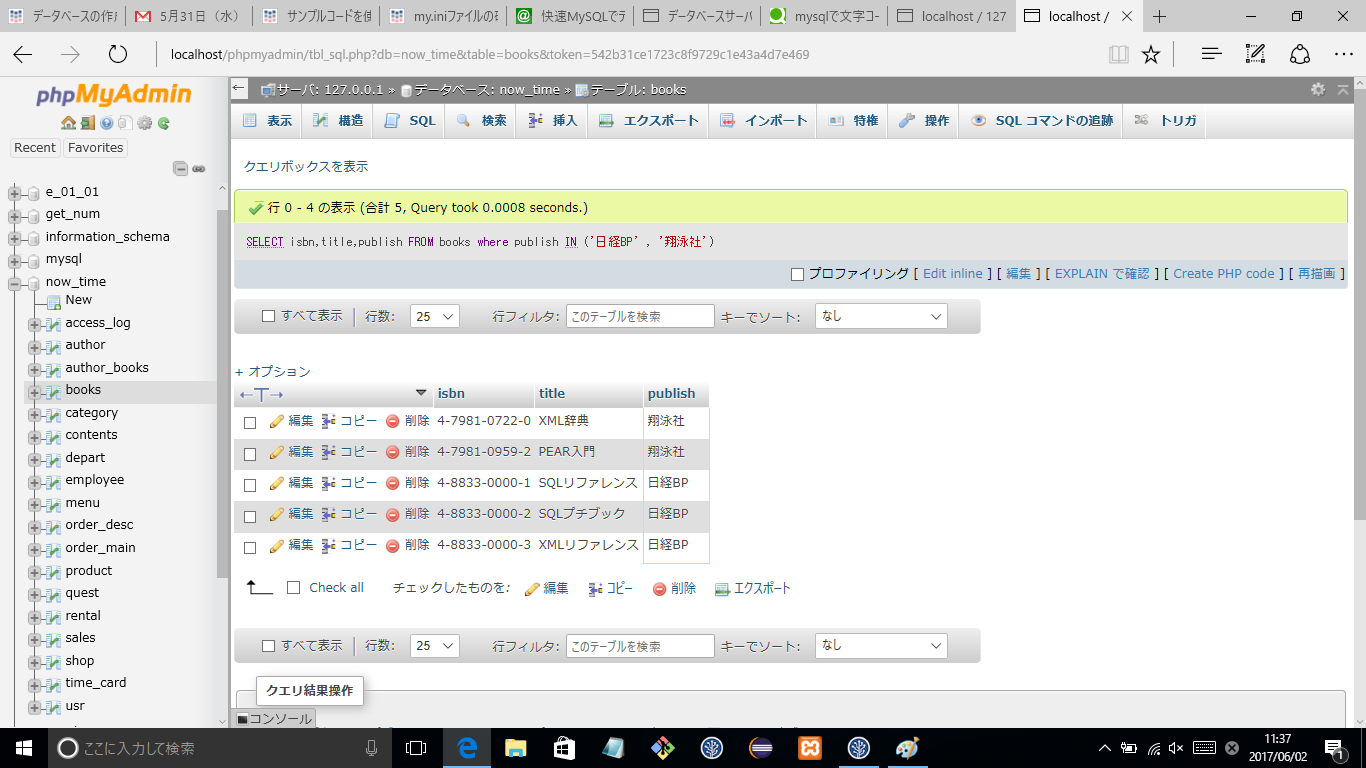 データベースの作成
5月31日（水）
サンプルコードを使
my.iniファイルの
快速MySQLでデ
データベースサーバ
mysqlで文字コー
localhost / 127
localhost /
localhost/phpmyadmin/tbl_sql.php?db=now_time&table=books&token=542b31ce1723c8f9729c1e43a4d7e469
phpMyAdmin
サーバ: 127.0.0.1 » データベース: now_time » テーブル: books
表示 構造 SQL 検索 挿入 エクスポート インポート 特権 操作 SQL コマンドの追跡 トリガ
Recent Favorites
e_01_01
get_num
information_schema
mysql
now_time
New
access_log
author
author_books
books
category
contents
depart
employee
menu
order_desc
order_main
product
quest
rental
sales
shop
time_card
usr
クエリボックスを表示
行 0 - 4 の表示 (合計 5, Query took 0.0008 seconds.)
SELECT isbn,title,publish FROM books where publish IN ('日経BP' , '翔泳社')
プロファイリング [ Edit inline ] [ 編集 ] [ EXPLAIN で確認 ] [ Create PHP code ] [ 再描画 ]
すべて表示 行数: 25 行フィルタ: このテーブルを検索 キーでソート: なし
+ オプション
←T→ isbn title publish
編集 コピー 削除 4-7981-0722-0 XML辞典 翔泳社
編集 コピー 削除 4-7981-0959-2 PEAR入門 翔泳社
編集 コピー 削除 4-8833-0000-1 SQLリファレンス 日経BP
編集 コピー 削除 4-8833-0000-2 SQLプチブック 日経BP
編集 コピー 削除 4-8833-0000-3 XMLリファレンス 日経BP
Check all チェックしたものを: 編集 コピー 削除 エクスポート
すべて表示 行数: 25 行フィルタ: このテーブルを検索 キーでソート: なし
クエリ結果操作
コンソール
ここに入力して検索
11:37
2017/06/02
1